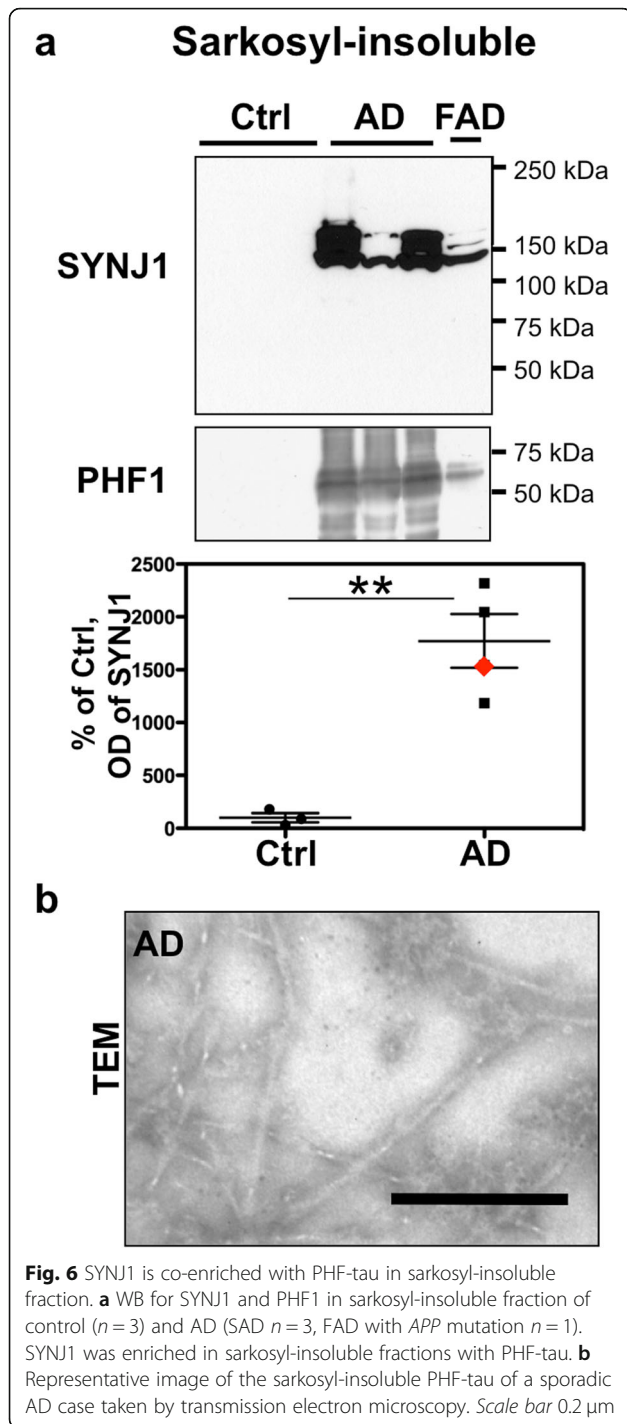 a Sarkosyl-insoluble
Ctrl AD FAD
SYNJ1
250 kDa
150 kDa
100 kDa
75 kDa
50 kDa
PHF1
75 kDa
50 kDa
% of Ctrl,
OD of SYNJ1
2500
2000
1500
1000
500
0
**
Ctrl AD
b
AD
TEM
Fig. 6 SYNJ1 is co-enriched with PHF-tau in sarkosyl-insoluble
fraction. a WB for SYNJ1 and PHF1 in sarkosyl-insoluble fraction of
control (n = 3) and AD (SAD n = 3, FAD with APP mutation n = 1).
SYNJ1 was enriched in sarkosyl-insoluble fractions with PHF-tau. b
Representative image of the sarkosyl-insoluble PHF-tau of a sporadic
AD case taken by transmission electron microscopy. Scale bar 0.2 μm